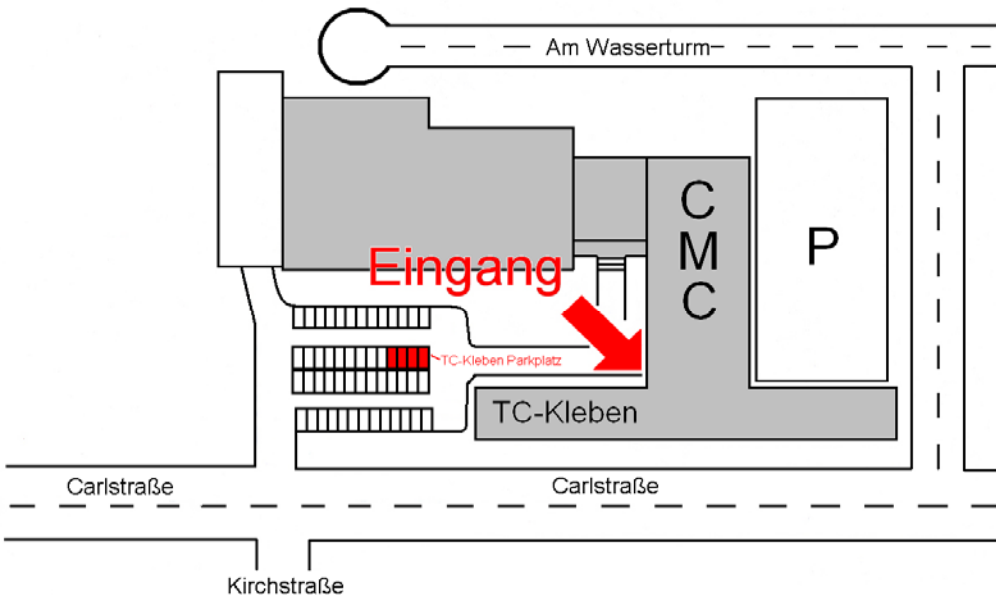 Am Wasserturm
C
M
C
P
Eingang
TC-Kleben Parkplatz
TC-Kleben
Carlstraße
Carlstraße
Kirchstraße